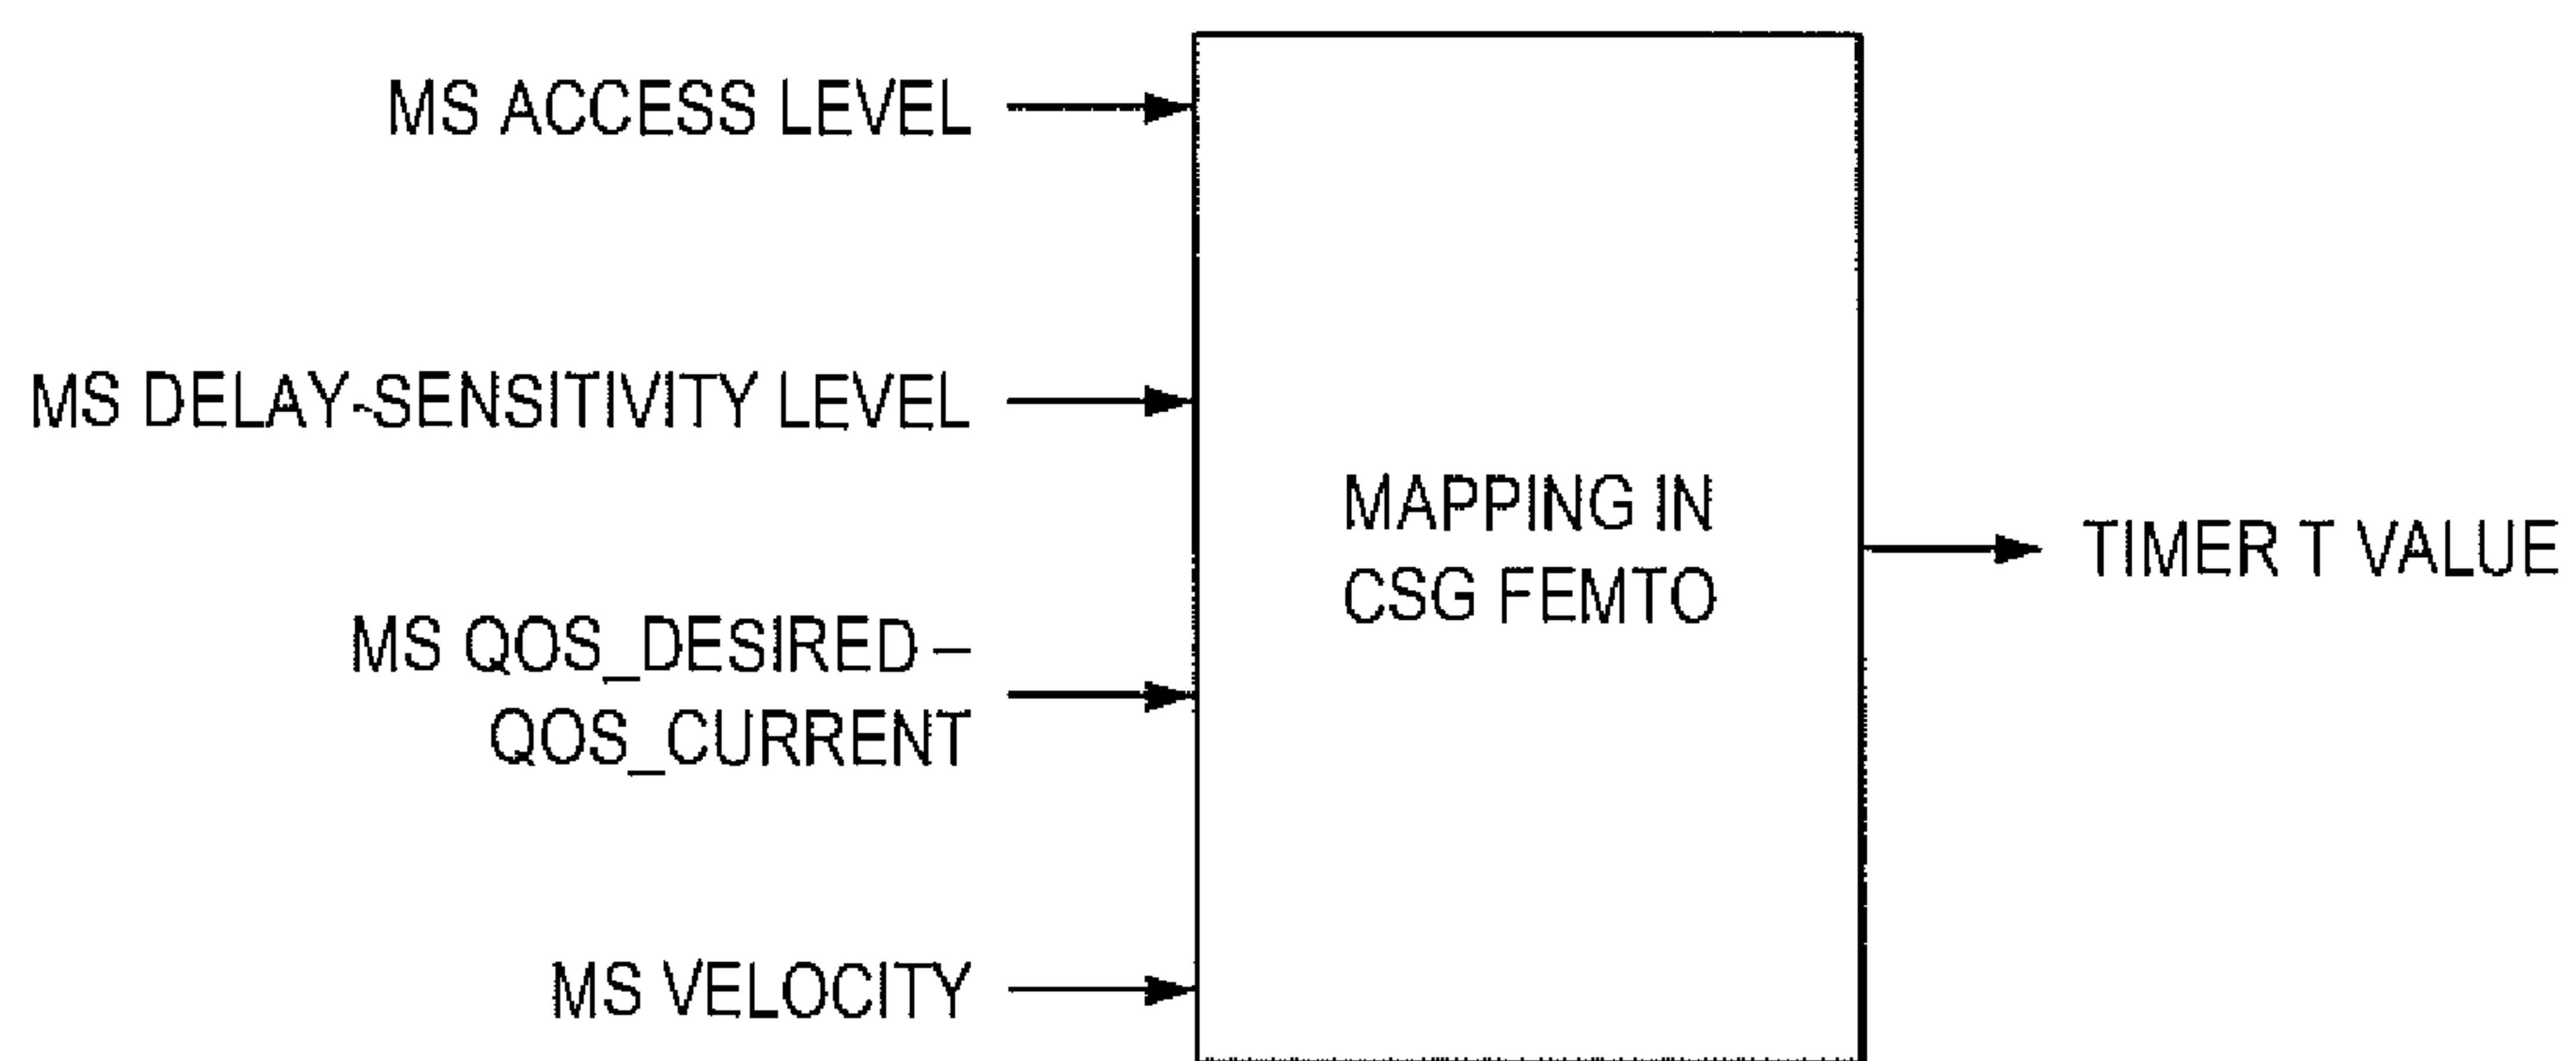 MS ACCESS LEVEL
MS DELAY-SENSITIVITY LEVEL
MS QOS_DESIRED –
QOS_CURRENT
MS VELOCITY
MAPPING IN
CSG FEMTO
TIMER T VALUE